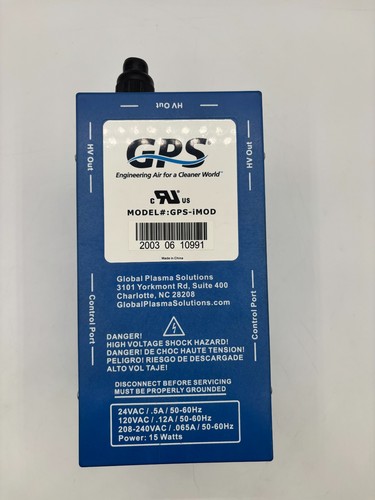 HV Out
HV Out
HV Out
GPS
Engineering Air for a Cleaner World™
C UR US
MODEL#:GPS-iMOD
2003 06 10991
Made in China
Global Plasma Solutions
3101 Yorkmont Rd, Suite 400
Charlotte, NC 28208
GlobalPlasmaSolutions.com
Control Port
Control Port
DANGER!
HIGH VOLTAGE SHOCK HAZARD!
DANGER! DE CHOC HAUTE TENSION!
PELIGRO! RIESGO DE DESCARGADE
ALTO VOL TAJE!
DISCONNECT BEFORE SERVICING
MUST BE PROPERLY GROUNDED
24VAC / .5A / 50-60Hz
120VAC / .12A / 50-60Hz
208-240VAC / .065A / 50-60Hz
Power: 15 Watts